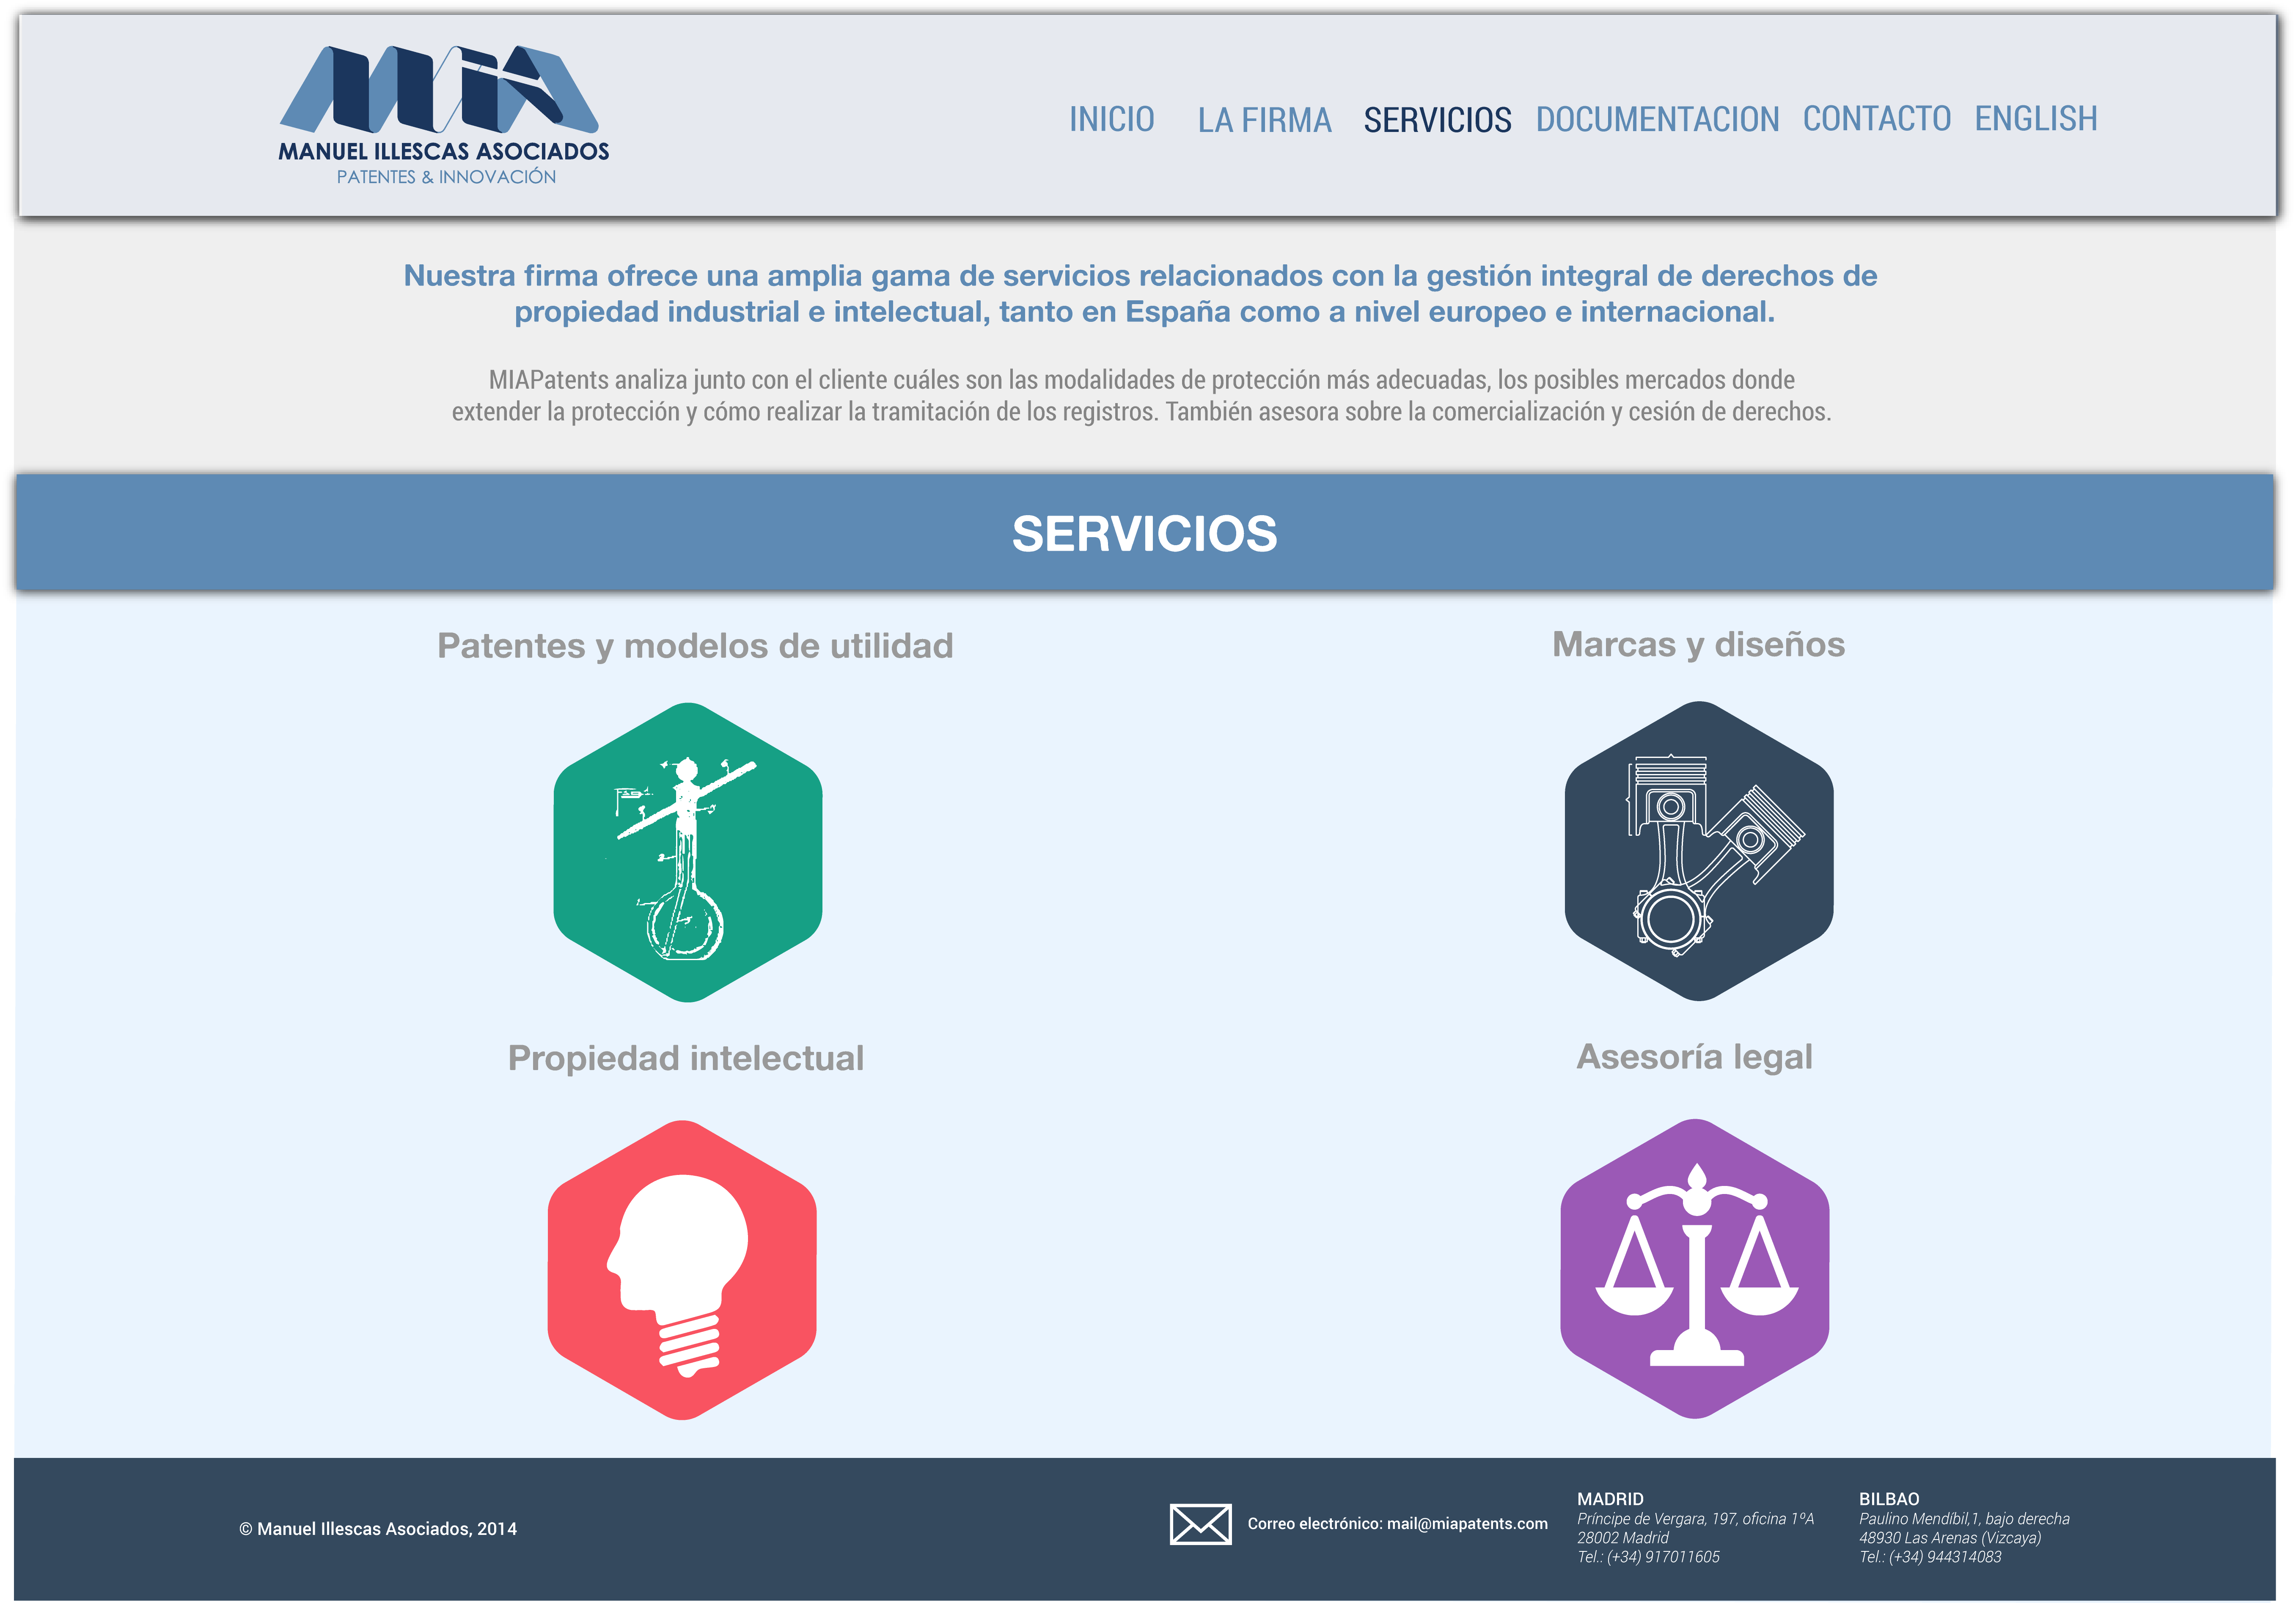 MIA
MANUEL ILLESCAS ASOCIADOS
PATENTES & INNOVACIÓN
INICIO LA FIRMA SERVICIOS DOCUMENTACION CONTACTO ENGLISH
Nuestra firma ofrece una amplia gama de servicios relacionados con la gestión integral de derechos de
propiedad industrial e intelectual, tanto en España como a nivel europeo e internacional.
MIAPatents analiza junto con el cliente cuáles son las modalidades de protección más adecuadas, los posibles mercados donde
extender la protección y cómo realizar la tramitación de los registros. También asesora sobre la comercialización y cesión de derechos.
SERVICIOS
Patentes y modelos de utilidad
Marcas y diseños
Propiedad intelectual
Asesoría legal
© Manuel Illescas Asociados, 2014
Correo electrónico: mail@miapatents.com
MADRID
Príncipe de Vergara, 197, oficina 1ºA
28002 Madrid
Tel.: (+34) 917011605
BILBAO
Paulino Mendíbil,1, bajo derecha
48930 Las Arenas (Vizcaya)
Tel.: (+34) 944314083